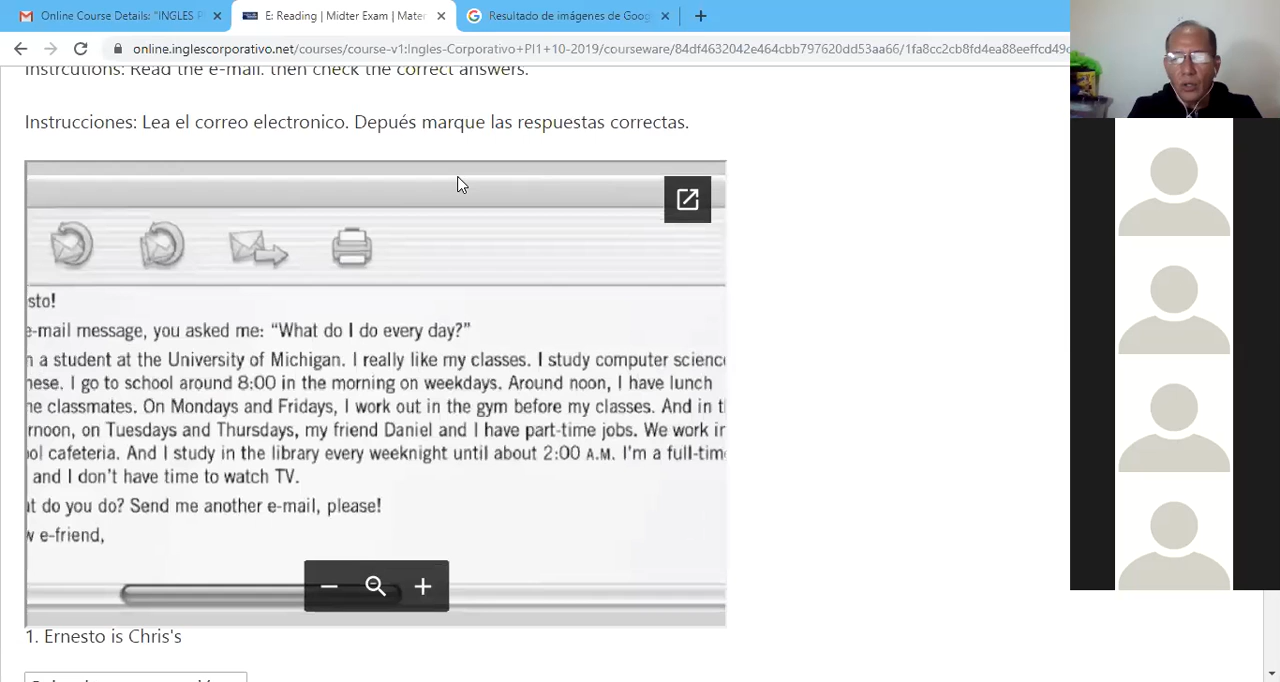 Online Course Details: "INGLES P
E: Reading | Midter Exam | Mater
Resultado de imágenes de Goog
online.inglescorporativo.net/courses/course-v1:Ingles-Corporativo+PI1+10-2019/courseware/84df4632042e464cbb797620dd53aa66/1fa8cc2cb8fd4ea88eeffcd49c
Instrcutions: Read the e-mail. then check the correct answers.
Instrucciones: Lea el correo electronico. Depués marque las respuestas correctas.
sto!
e-mail message, you asked me: “What do I do every day?”
a student at the University of Michigan. I really like my classes. I study computer science
nese. I go to school around 8:00 in the morning on weekdays. Around noon, I have lunch
classmates. On Mondays and Fridays, I work out in the gym before my classes. And in t
rnoon, on Tuesdays and Thursdays, my friend Daniel and I have part-time jobs. We work in
ol cafeteria. And I study in the library every weeknight until about 2:00 A.M. I'm a full-tim
and I don't have time to watch TV.
t do you do? Send me another e-mail, please!
e-friend,
1. Ernesto is Chris's